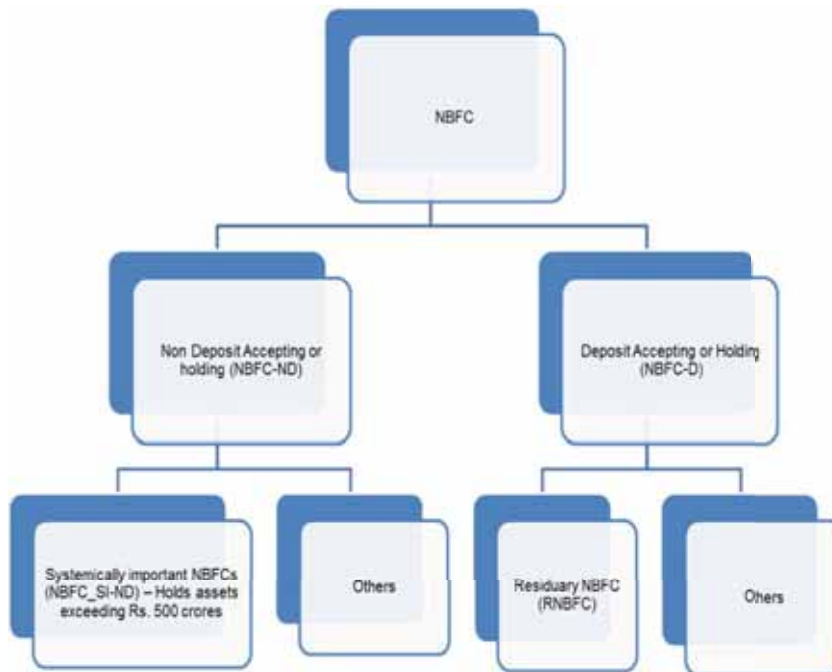 NBFC
Non Deposit Accepting or
holding (NBFC-ND)
Deposit Accepting or Holding
(NBFC-D)
Systemically important NBFCs
(NBFC_SI-ND) – Holds assets
exceeding Rs. 500 crores
Others
Residuary NBFC
(RNBFC)
Ohers